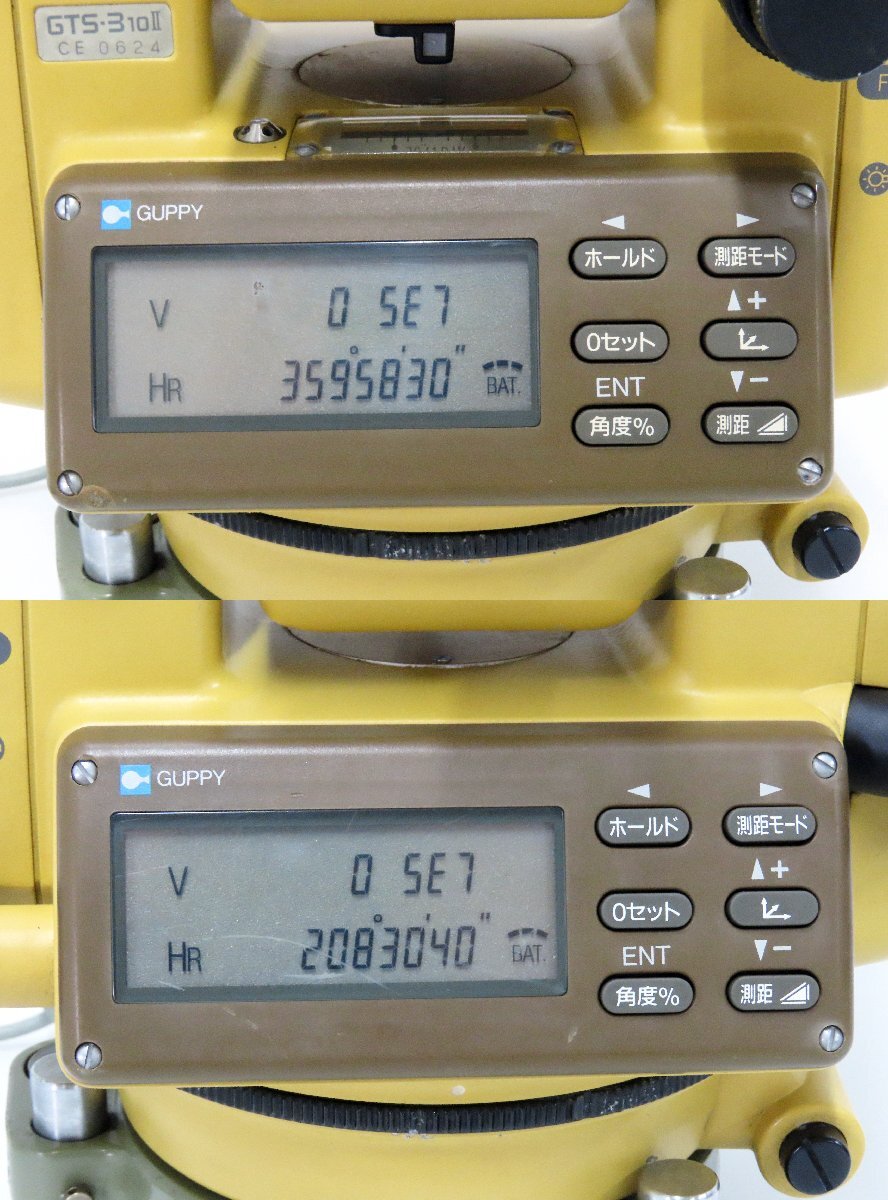 GTS-310II
CE 0624
GUPPY
◀ ▶
ホールド 測距モード
V 0 SET
▲+
0セット
HR 359°58'30" BAT.
ENT ▼−
角度% 測距
F
GUPPY
◀ ▶
ホールド 測距モード
V 0 SET
▲+
0セット
HR 208°30'40" BAT.
ENT ▼−
角度% 測距